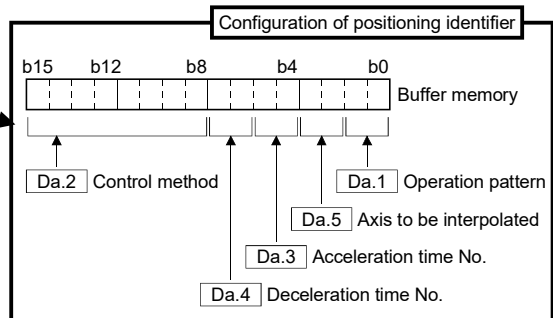 Configuration of positioning identifier
b15 b12 b8 b4 b0
Buffer memory
Da.2 Control method
Da.1 Operation pattern
Da.5 Axis to be interpolated
Da.3 Acceleration time No.
Da.4 Deceleration time No.